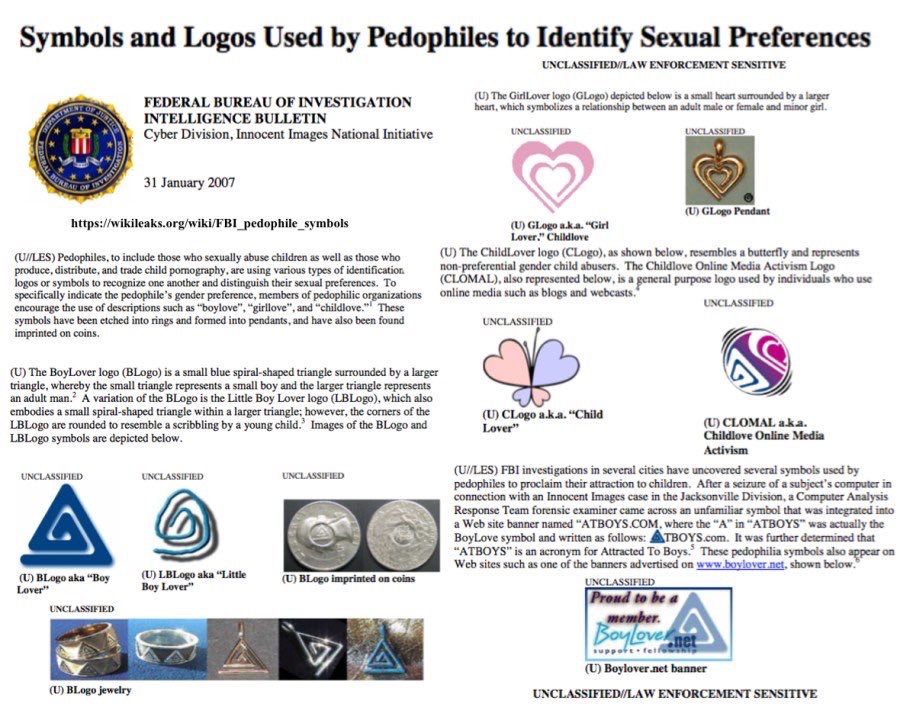 Symbols and Logos Used by Pedophiles to Identify Sexual Preferences
UNCLASSIFIED//LAW ENFORCEMENT SENSITIVE
FEDERAL BUREAU OF INVESTIGATION
INTELLIGENCE BULLETIN
Cyber Division, Innocent Images National Initiative
31 January 2007
https://wikileaks.org/wiki/FBI_pedophile_symbols
(U//LES) Pedophiles, to include those who sexually abuse children as well as those who
produce, distribute, and trade child pornography, are using various types of identification
logos or symbols to recognize one another and distinguish their sexual preferences. To
specifically indicate the pedophile's gender preference, members of pedophilic organizations
encourage the use of descriptions such as "boylove", "girllove", and "childlove."1 These
symbols have been etched into rings and formed into pendants, and have also been found
imprinted on coins.
(U) The BoyLover logo (BLogo) is a small blue spiral-shaped triangle surrounded by a larger
triangle, whereby the small triangle represents a small boy and the larger triangle represents
an adult man.2 A variation of the BLogo is the Little Boy Lover logo (LBLogo), which also
embodies a small spiral-shaped triangle within a larger triangle; however, the corners of the
LBLogo are rounded to resemble a scribbling by a young child.3 Images of the BLogo and
LBLogo symbols are depicted below.
UNCLASSIFIED
(U) BLogo aka "Boy
Lover"
UNCLASSIFIED
(U) LBLogo aka "Little
Boy Lover"
UNCLASSIFIED
(U) BLogo imprinted on coins
UNCLASSIFIED
(U) BLogo jewelry
(U) The GirlLover logo (GLogo) depicted below is a small heart surrounded by a larger
heart, which symbolizes a relationship between an adult male or female and minor girl.
UNCLASSIFIED
(U) GLogo a.k.a. "Girl
Lover." Childlove
UNCLASSIFIED
(U) GLogo Pendant
(U) The ChildLover logo (CLogo), as shown below, resembles a butterfly and represents
non-preferential gender child abusers. The Childlove Online Media Activism Logo
(CLOMAL), also represented below, is a general purpose logo used by individuals who use
online media such as blogs and webcasts.4
UNCLASSIFIED
(U) CLogo a.k.a. "Child
Lover"
UNCLASSIFIED
(U) CLOMAL a.k.a.
Childlove Online Media
Activism
(U//LES) FBI investigations in several cities have uncovered several symbols used by
pedophiles to proclaim their attraction to children. After a seizure of a subject's computer in
connection with an Innocent Images case in the Jacksonville Division, a Computer Analysis
Response Team forensic examiner came across an unfamiliar symbol that was integrated into
a Web site banner named "ATBOYS.COM, where the "A" in "ATBOYS" was actually the
BoyLove symbol and written as follows: TBOYS.com. It was further determined that
"ATBOYS" is an acronym for Attracted To Boys.5 These pedophilia symbols also appear on
Web sites such as one of the banners advertised on www.boylover.net, shown below.6
UNCLASSIFIED
Proud to be a
member.
BoyLover.net
support • fellowship
(U) Boylover.net banner
UNCLASSIFIED//LAW ENFORCEMENT SENSITIVE